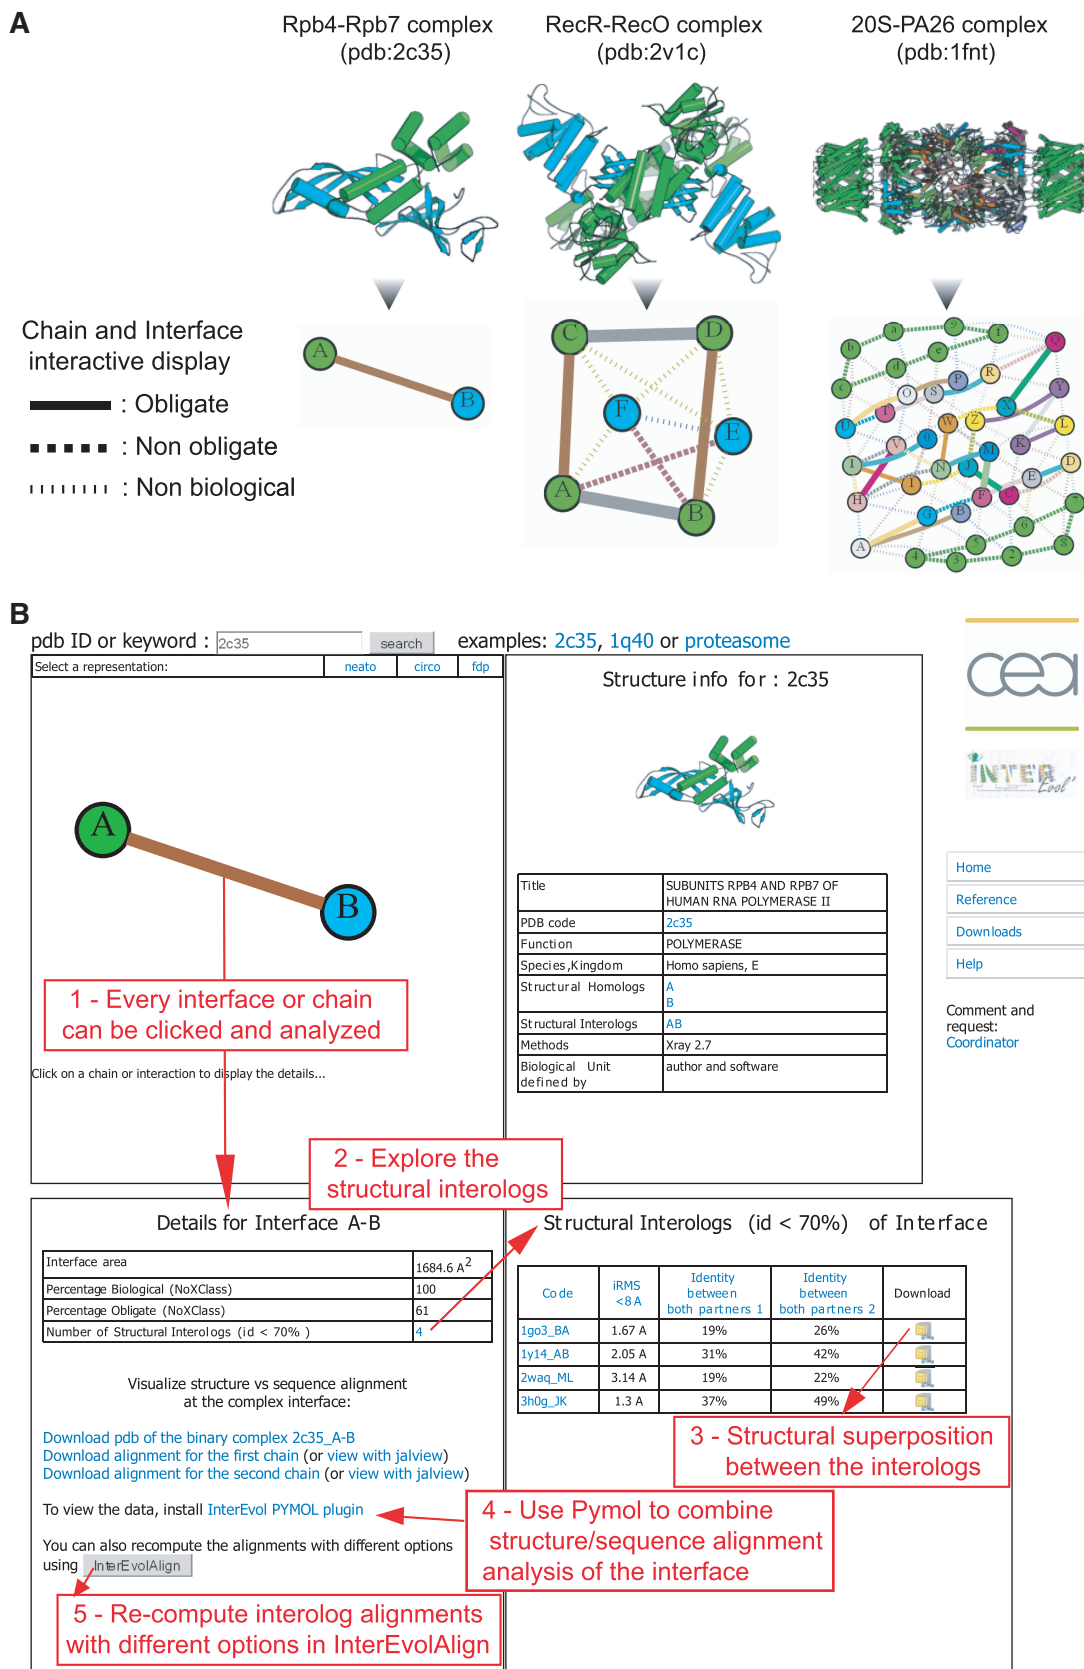 A
Rpb4-Rpb7 complex
(pdb:2c35)
RecR-RecO complex
(pdb:2v1c)
20S-PA26 complex
(pdb:1fnt)
Chain and Interface
interactive display
: Obligate
: Non obligate
: Non biological
A
B
C
D
F
E
A
B
a
9
1
Q
b
e
d
c
P
R
Y
O
S
T
X
L
U
W
Z
V
0
K
M
D
I
N
J
E
H
I
F
C
G
B
7
A
6
5
4
3
2
8
B
pdb ID or keyword : 2c35 search examples: 2c35, 1q40 or proteasome
Select a representation: neato circo fdp
A
B
1 - Every interface or chain
can be clicked and analyzed
Click on a chain or interaction to display the details...
Structure info for : 2c35
Title SUBUNITS RPB4 AND RPB7 OF
HUMAN RNA POLYMERASE II
PDB code 2c35
Function POLYMERASE
Species,Kingdom Homo sapiens, E
Structural Homologs A
B
Structural Interologs AB
Methods Xray 2.7
Biological Unit author and software
defined by
cea
INTER
Evol'
Home
Reference
Downloads
Help
Comment and
request:
Coordinator
2 - Explore the
structural interologs
Details for Interface A-B
Interface area 1684.6 A2
Percentage Biological (NoXClass) 100
Percentage Obligate (NoXClass) 61
Number of Structural Interologs (id < 70% ) 4
Visualize structure vs sequence alignment
at the complex interface:
Download pdb of the binary complex 2c35_A-B
Download alignment for the first chain (or view with jalview)
Download alignment for the second chain (or view with jalview)
To view the data, install InterEvol PYMOL plugin
You can also recompute the alignments with different options
using InterEvolAlign
Structural Interologs (id < 70%) of Interface
Code iRMS <8 A Identity between both partners 1 Identity between both partners 2 Download
1go3_BA 1.67 A 19% 26%
1y14_AB 2.05 A 31% 42%
2waq_ML 3.14 A 19% 22%
3h0g_JK 1.3 A 37% 49%
3 - Structural superposition
between the interologs
4 - Use Pymol to combine
structure/sequence alignment
analysis of the interface
5 - Re-compute interolog alignments
with different options in InterEvolAlign